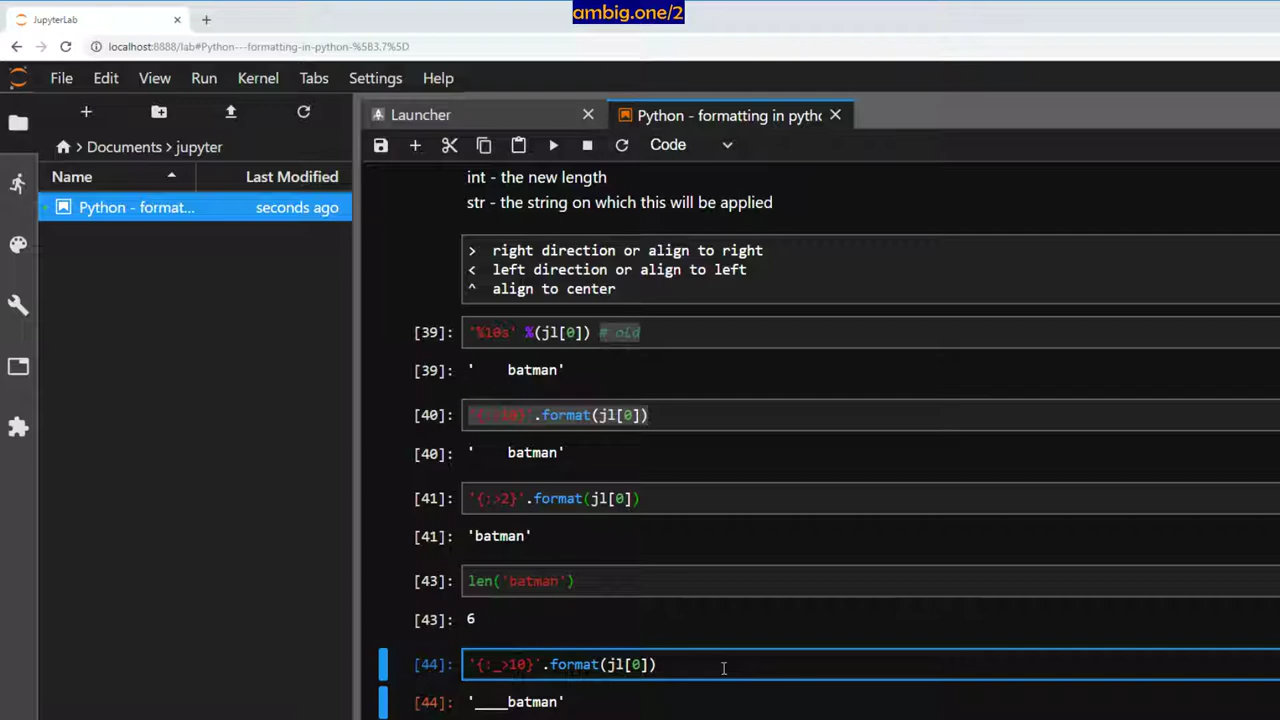 ambig.one/2
JupyterLab
localhost:8888/lab#Python---formatting-in-python-%5B3.7%5D
File Edit View Run Kernel Tabs Settings Help
Launcher
Python - formatting in pytho
Code
> Documents > jupyter
Name Last Modified
Python - format... seconds ago
int - the new length
str - the string on which this will be applied
> right direction or align to right
< left direction or align to left
^ align to center
[39]: '%10s' %(jl[0]) # old
[39]: '    batman'
[40]: '{:>10}'.format(jl[0])
[40]: '    batman'
[41]: '{:>2}'.format(jl[0])
[41]: 'batman'
[43]: len('batman')
[43]: 6
[44]: '{:_>10}'.format(jl[0])
[44]: '____batman'